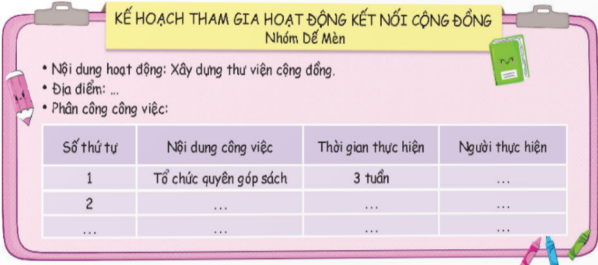 KẾ HOẠCH THAM GIA HOẠT ĐỘNG KẾT NỐI CỘNG ĐỒNG
Nhóm Dế Mèn
• Nội dung hoạt động: Xây dựng thư viện cộng đồng.
• Địa điểm: ...
• Phân công công việc:
Số thứ tự Nội dung công việc Thời gian thực hiện Người thực hiện
1 Tổ chức quyên góp sách 3 tuần ...
2 ... ... ...
... ... ... ...